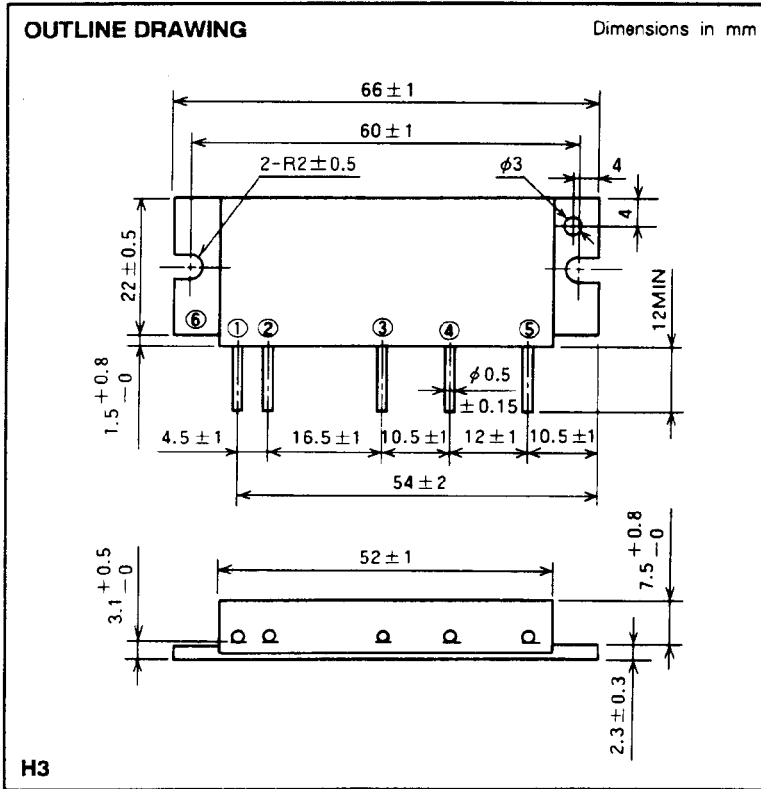 OUTLINE DRAWING
Dimensions in mm
66±1
60±1
2-R2±0.5
φ3
4
4
22±0.5
12MIN
⑥
①
②
③
④
⑤
φ0.5
±0.15
1.5 +0.8 −0
4.5±1
16.5±1
10.5±1
12±1
10.5±1
54±2
52±1
3.1 +0.5 −0
7.5 +0.8 −0
2.3±0.3
H3